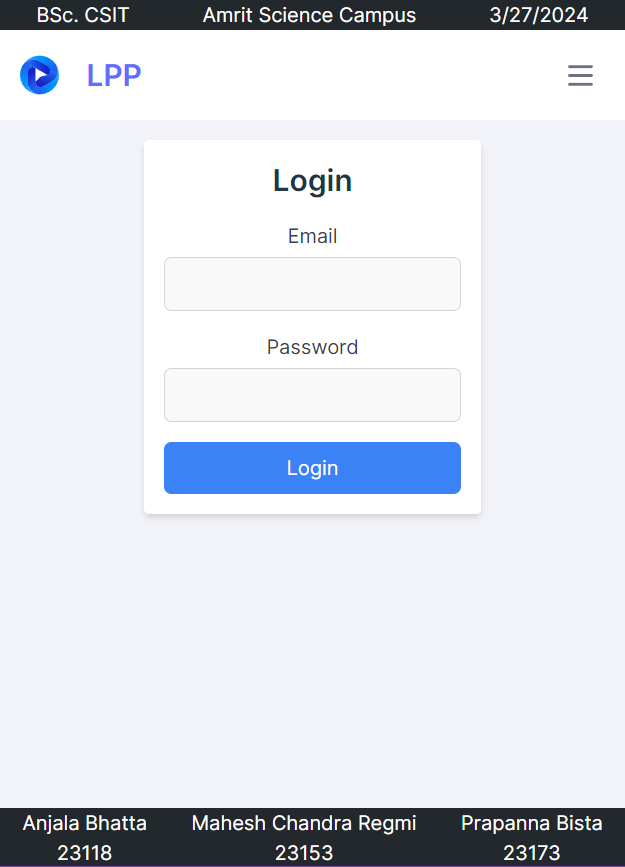 BSc. CSIT Amrit Science Campus 3/27/2024
LPP
Login
Email
Password
Login
Anjala Bhatta Mahesh Chandra Regmi Prapanna Bista
23118 23153 23173